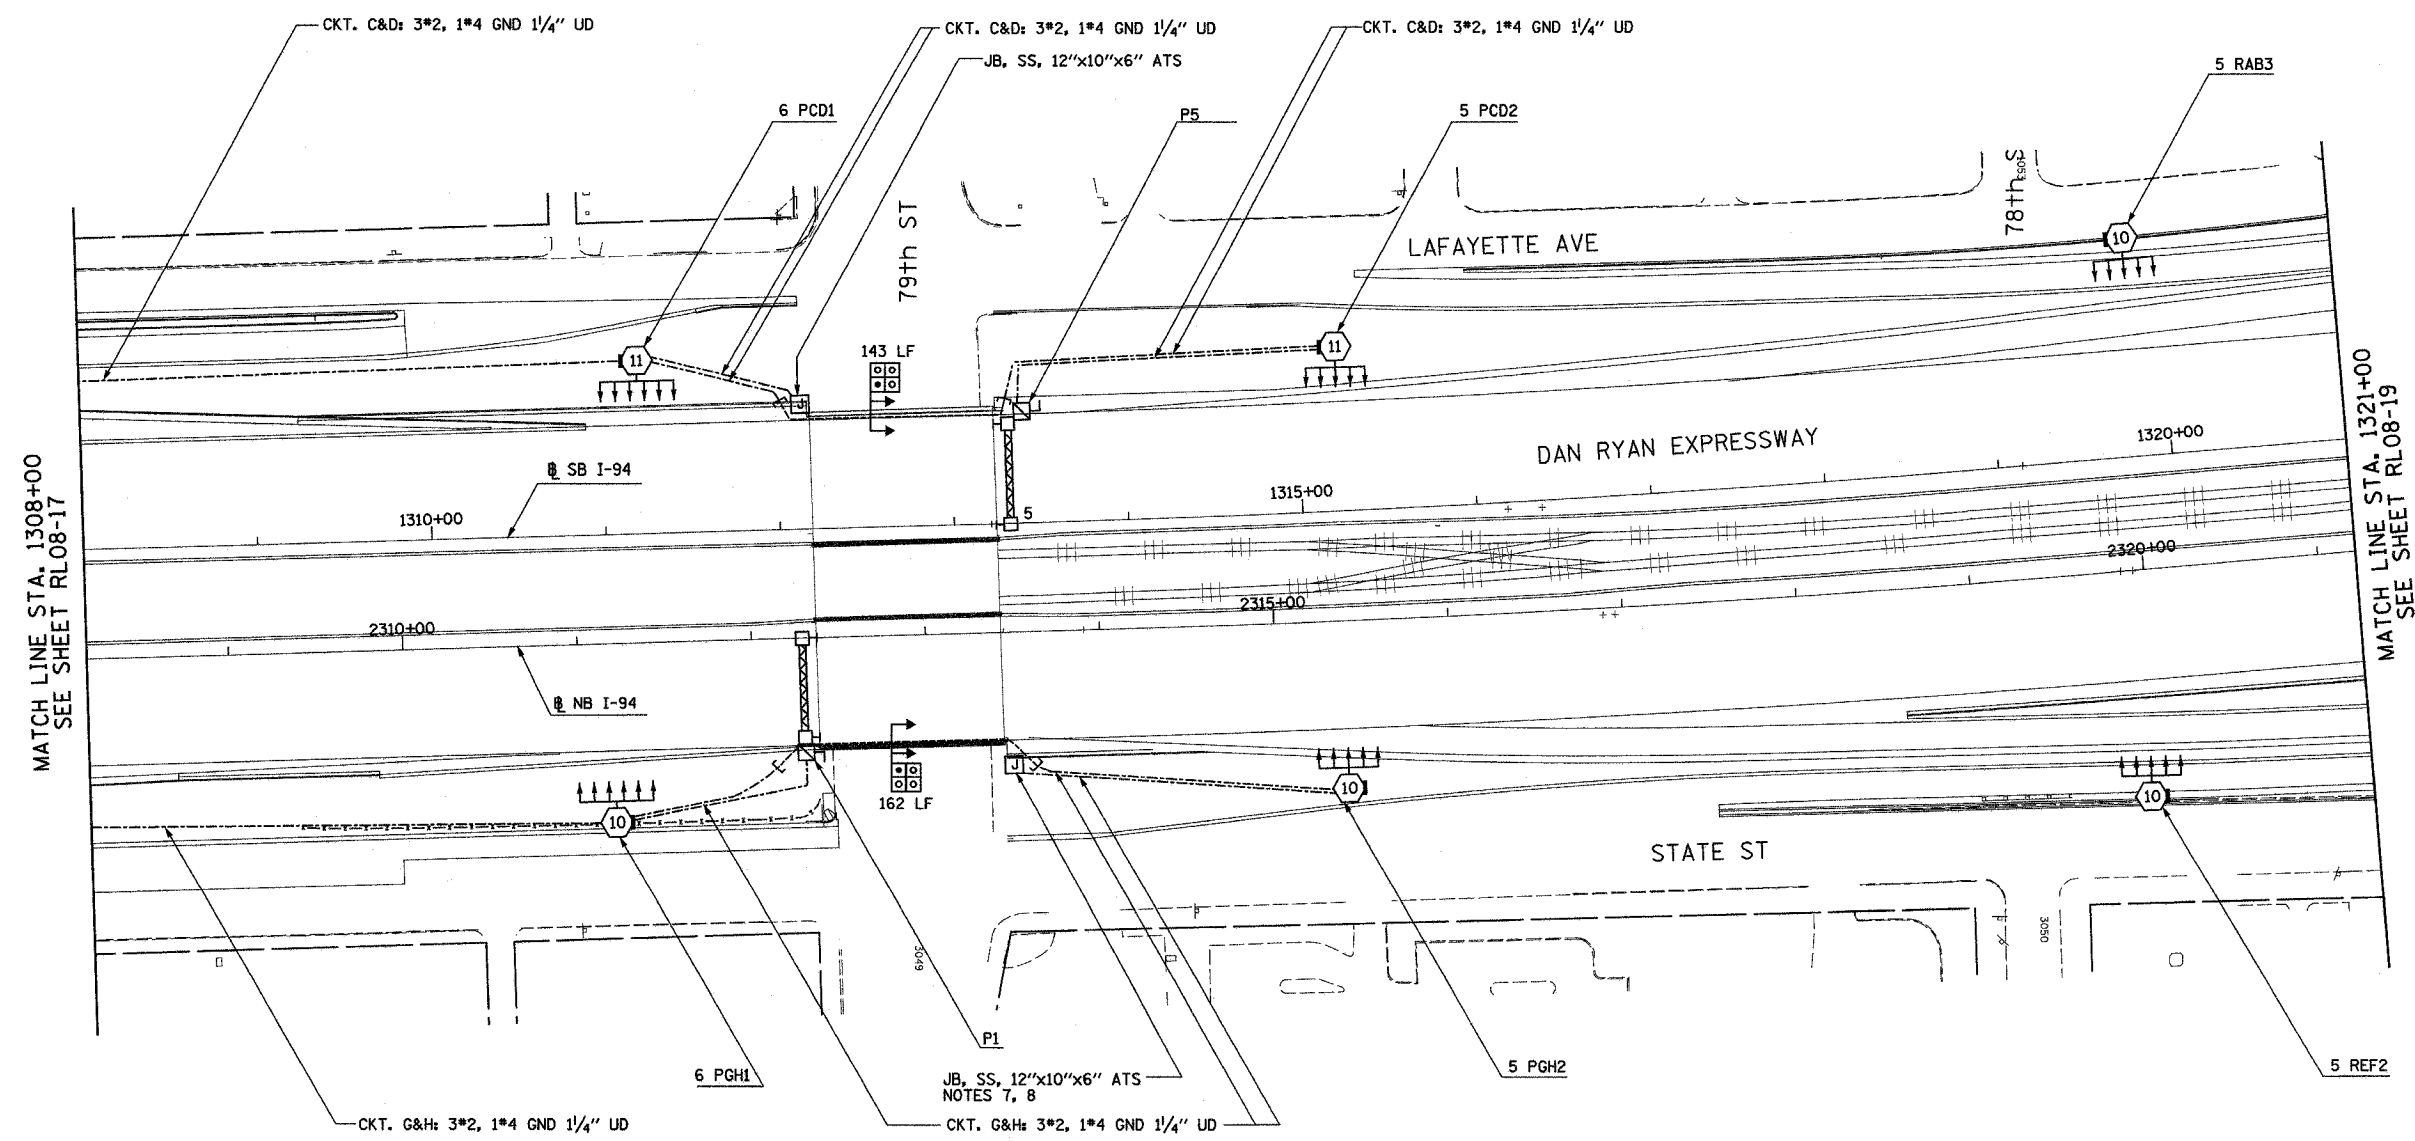 CKT. C&D: 3#2, 1#4 GND 1¼" UD
CKT. C&D: 3#2, 1#4 GND 1¼" UD
CKT. C&D: 3#2, 1#4 GND 1¼" UD
JB, SS, 12"x10"x6" ATS
5 RAB3
6 PCD1
P5
5 PCD2
78th S
1053
79th ST
LAFAYETTE AVE
10
11
143 LF
11
J
DAN RYAN EXPRESSWAY
1320+00
MATCH LINE STA. 1321+00
SEE SHEET RL08-19
MATCH LINE STA. 1308+00
SEE SHEET RL08-17
℄ SB I-94
1315+00
1310+00
5
2320+00
2315+00
2310+00
℄ NB I-94
J
162 LF
10
10
10
STATE ST
3049
3050
P1
6 PGH1
JB, SS, 12"x10"x6" ATS
NOTES 7, 8
5 PGH2
5 REF2
CKT. G&H: 3#2, 1#4 GND 1¼" UD
CKT. G&H: 3#2, 1#4 GND 1¼" UD